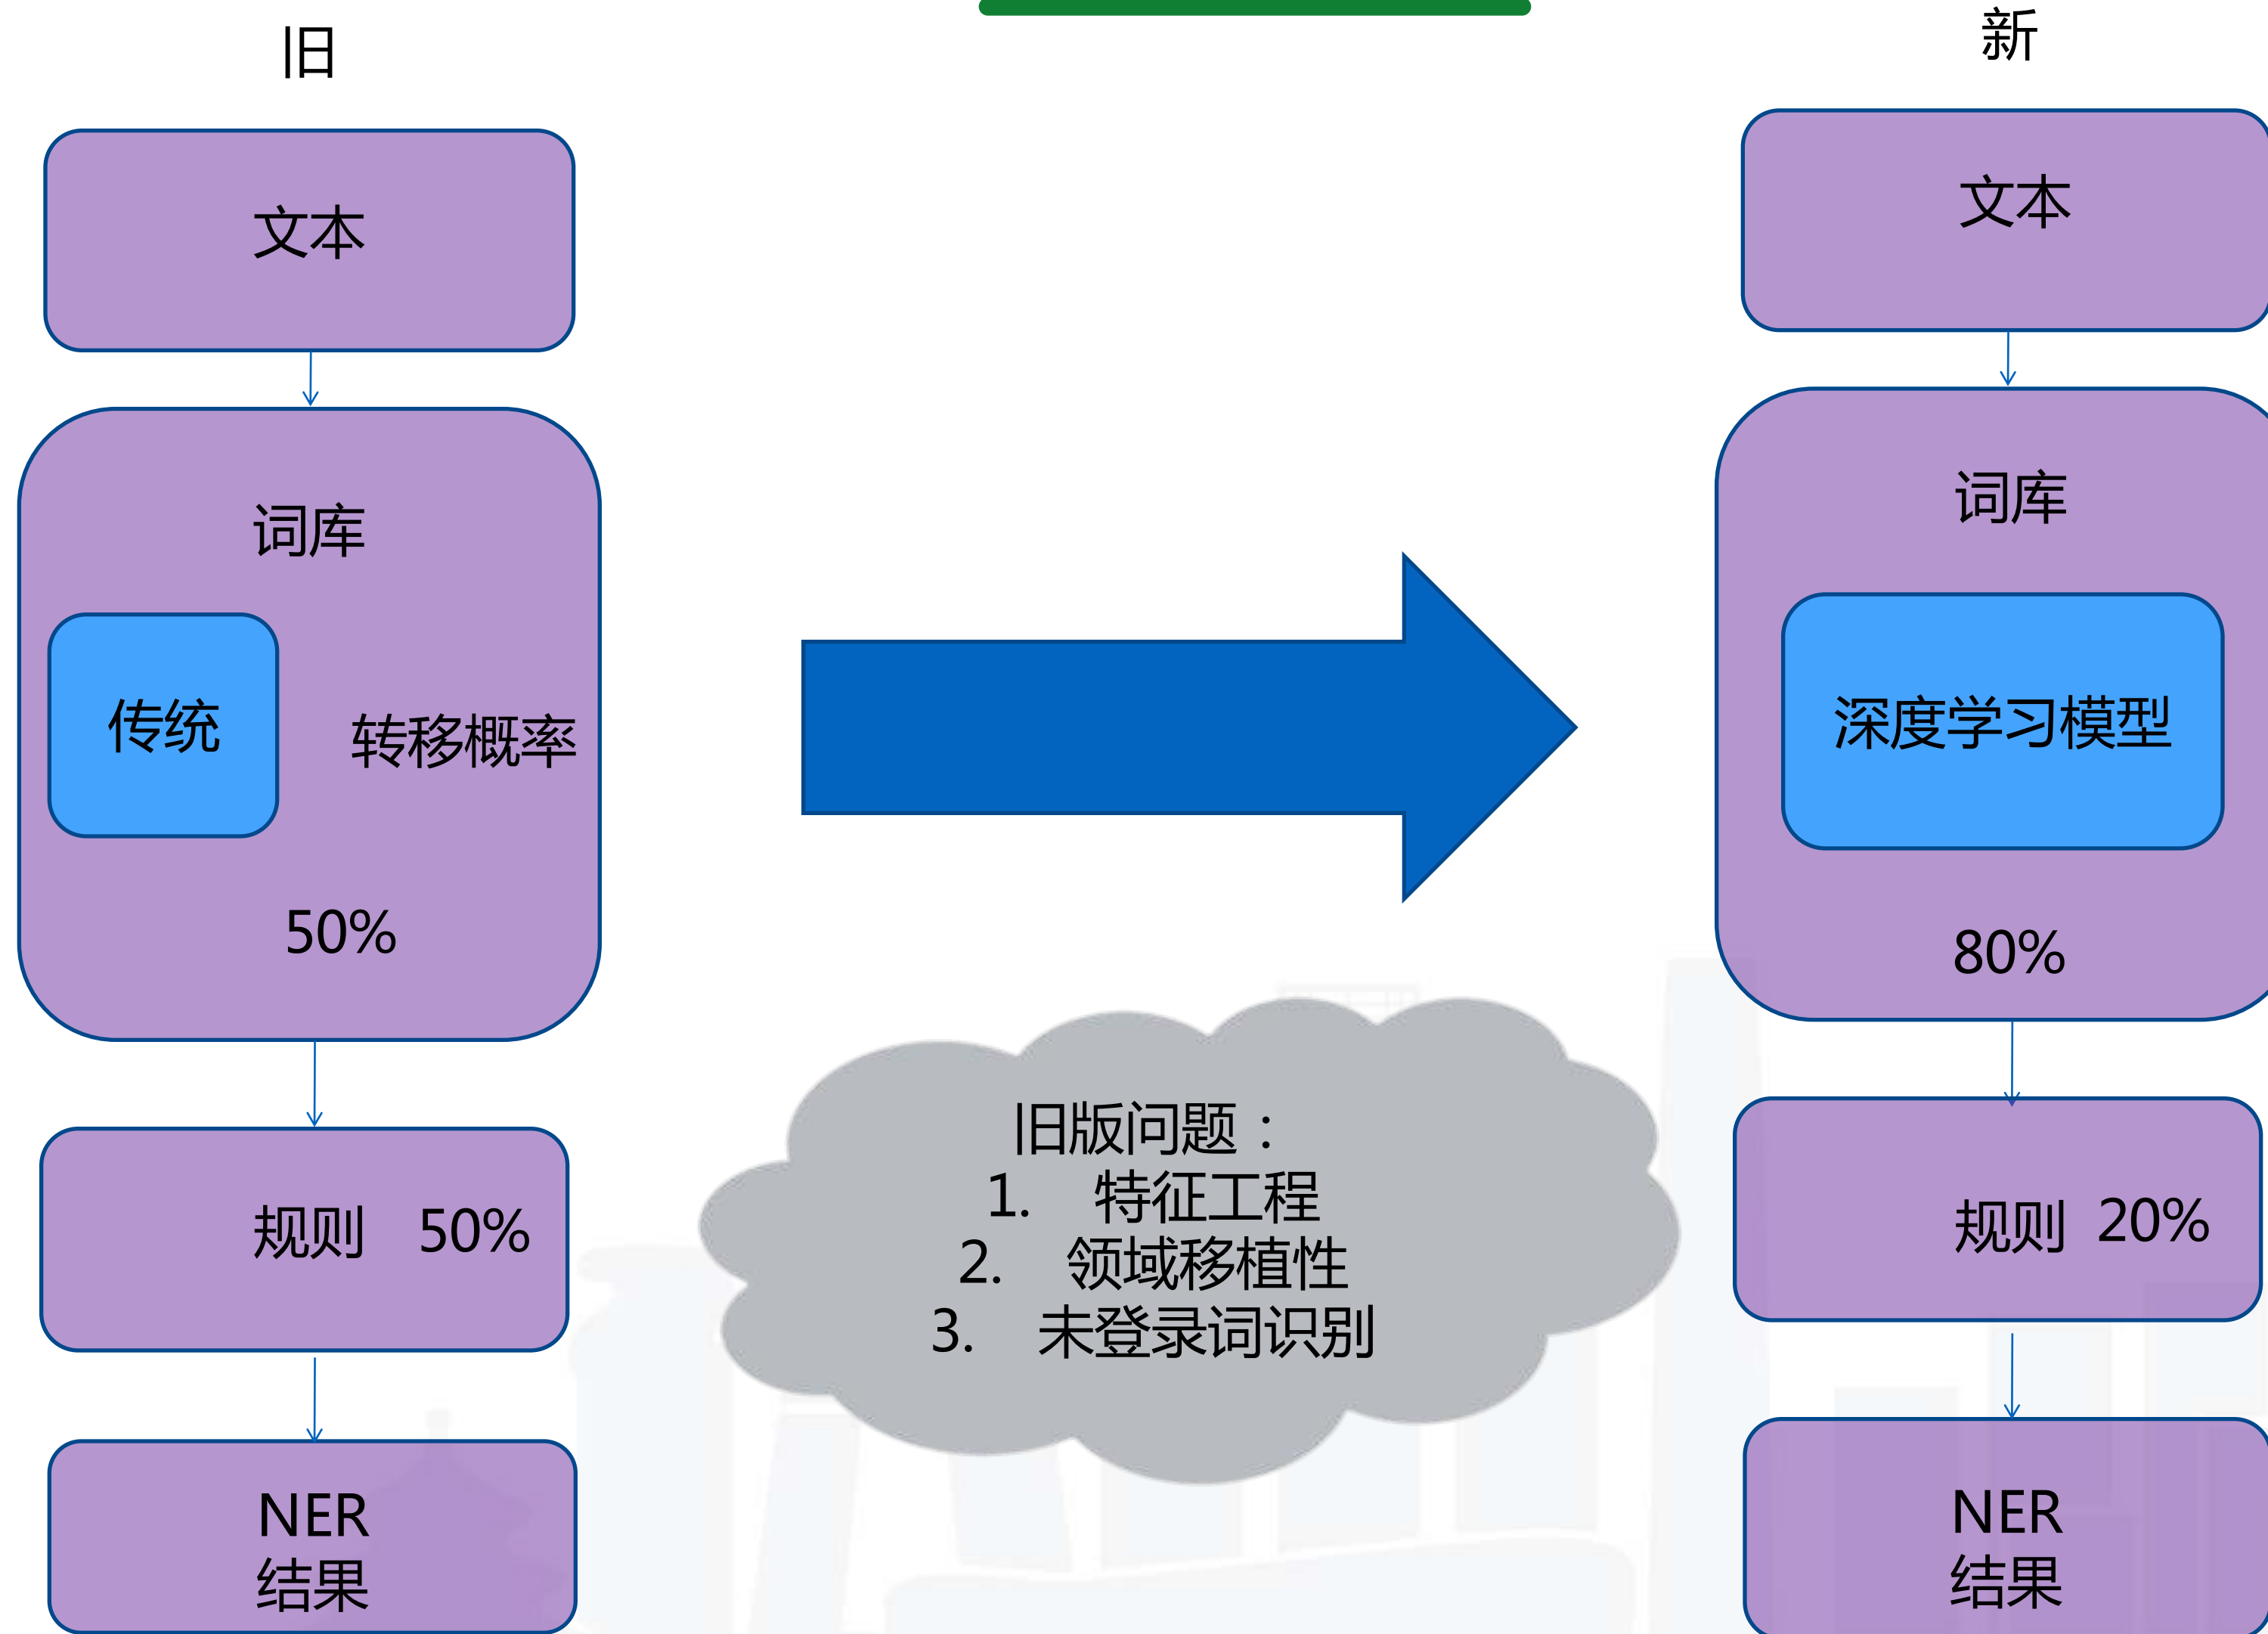 旧
文本
词库
传统
转移概率
50%
规则 50%
NER
结果
旧版问题：
1. 特征工程
2. 领域移植性
3. 未登录词识别
新
文本
词库
深度学习模型
80%
规则 20%
NER
结果